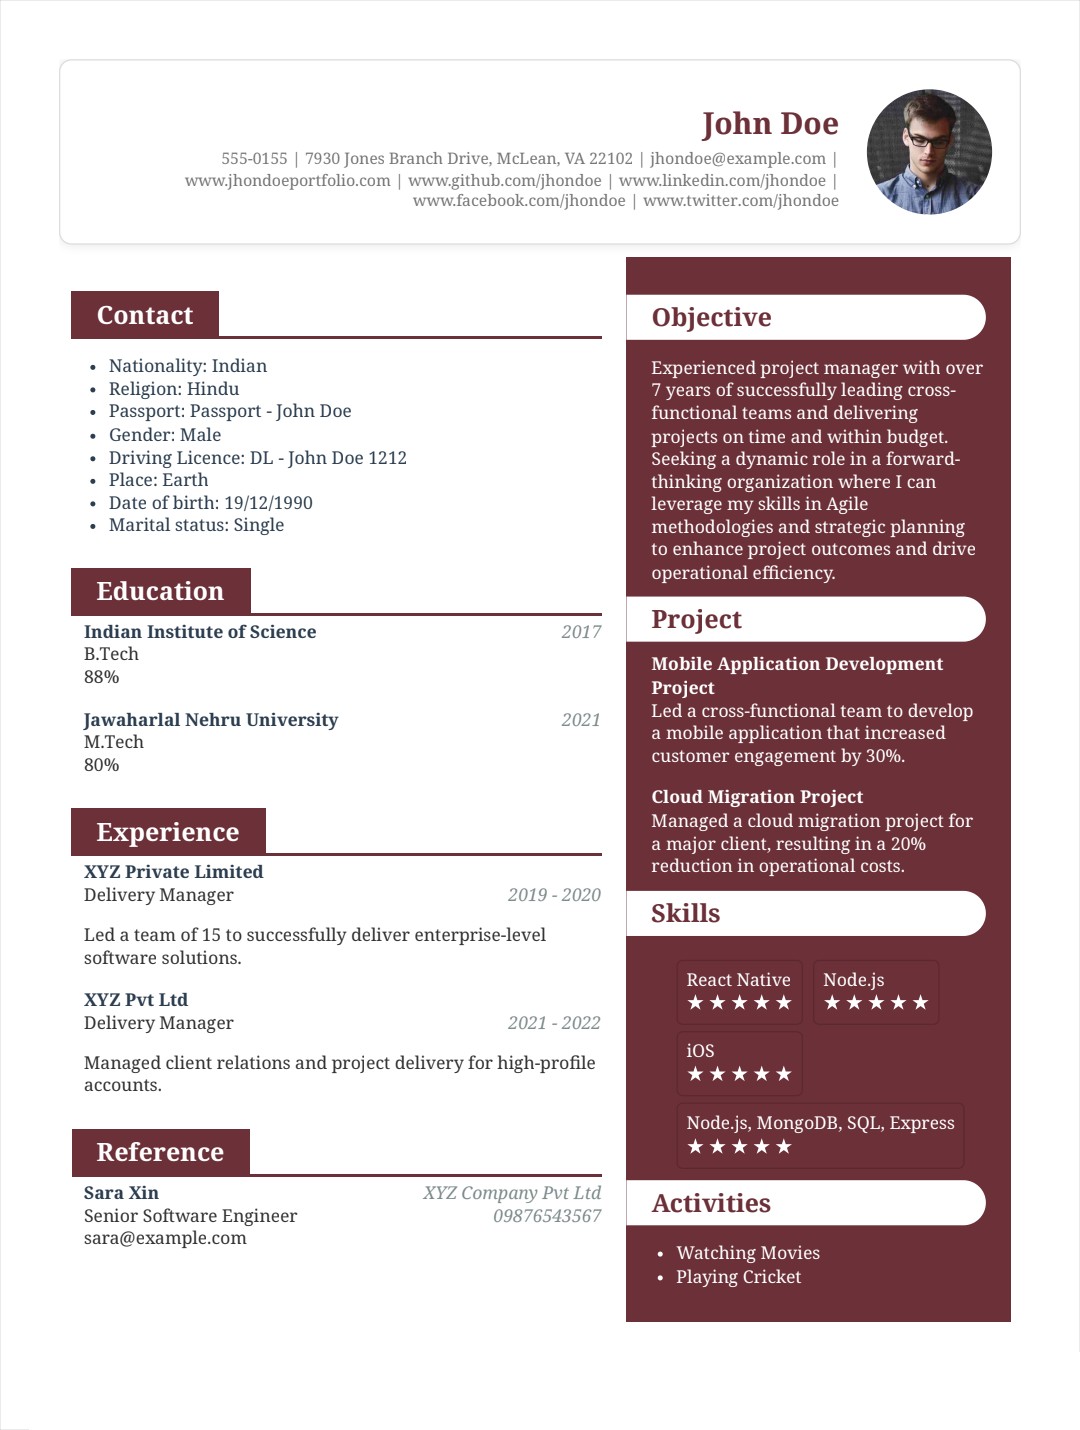 John Doe
555-0155 | 7930 Jones Branch Drive, McLean, VA 22102 | jhondoe@example.com |
www.jhondoeportfolio.com | www.github.com/jhondoe | www.linkedin.com/jhondoe |
www.facebook.com/jhondoe | www.twitter.com/jhondoe
Contact
• Nationality: Indian
• Religion: Hindu
• Passport: Passport - John Doe
• Gender: Male
• Driving Licence: DL - John Doe 1212
• Place: Earth
• Date of birth: 19/12/1990
• Marital status: Single
Education
Indian Institute of Science 2017
B.Tech
88%
Jawaharlal Nehru University 2021
M.Tech
80%
Experience
XYZ Private Limited
Delivery Manager 2019 - 2020
Led a team of 15 to successfully deliver enterprise-level
software solutions.
XYZ Pvt Ltd
Delivery Manager 2021 - 2022
Managed client relations and project delivery for high-profile
accounts.
Reference
Sara Xin XYZ Company Pvt Ltd
Senior Software Engineer 09876543567
sara@example.com
Objective
Experienced project manager with over
7 years of successfully leading cross-
functional teams and delivering
projects on time and within budget.
Seeking a dynamic role in a forward-
thinking organization where I can
leverage my skills in Agile
methodologies and strategic planning
to enhance project outcomes and drive
operational efficiency.
Project
Mobile Application Development
Project
Led a cross-functional team to develop
a mobile application that increased
customer engagement by 30%.
Cloud Migration Project
Managed a cloud migration project for
a major client, resulting in a 20%
reduction in operational costs.
Skills
React Native Node.js
★★★★★ ★★★★★
iOS
★★★★★
Node.js, MongoDB, SQL, Express
★★★★★
Activities
• Watching Movies
• Playing Cricket